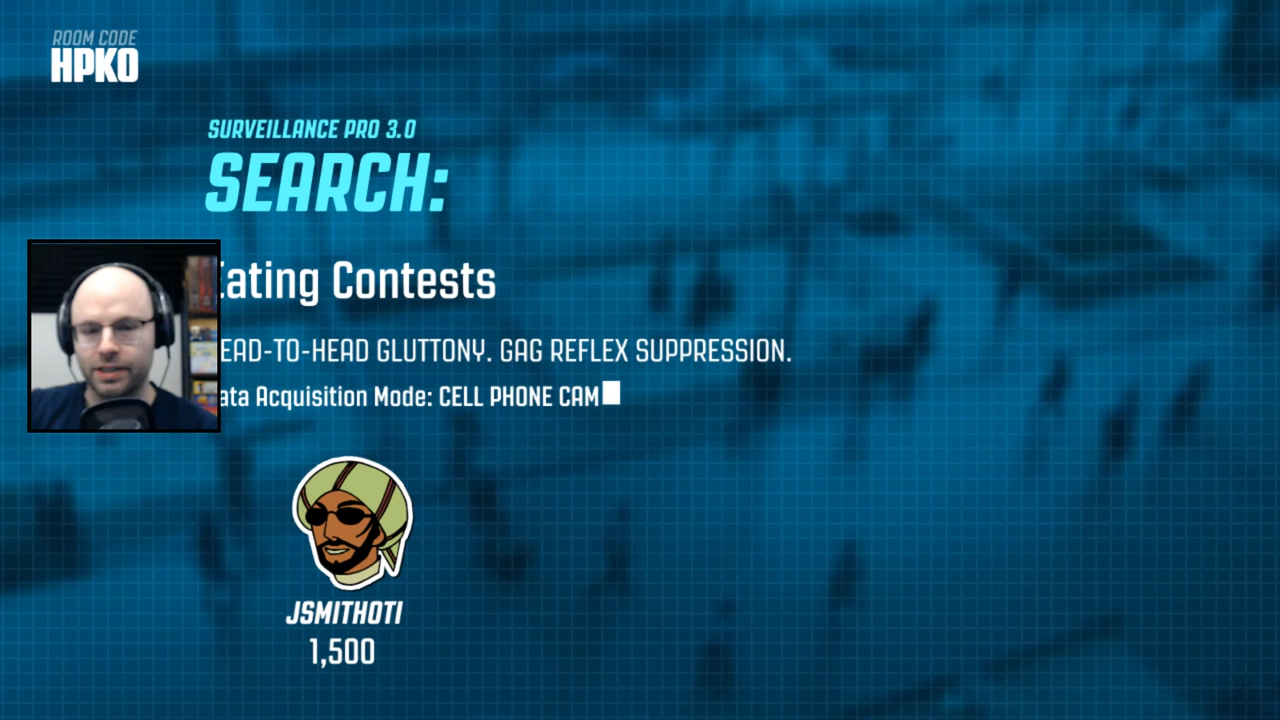 ROOM CODE
HPKO
SURVEILLANCE PRO 3.0
SEARCH:
Eating Contests
EAD-TO-HEAD GLUTTONY. GAG REFLEX SUPPRESSION.
ata Acquisition Mode: CELL PHONE CAM
JSMITHOTI
1,500